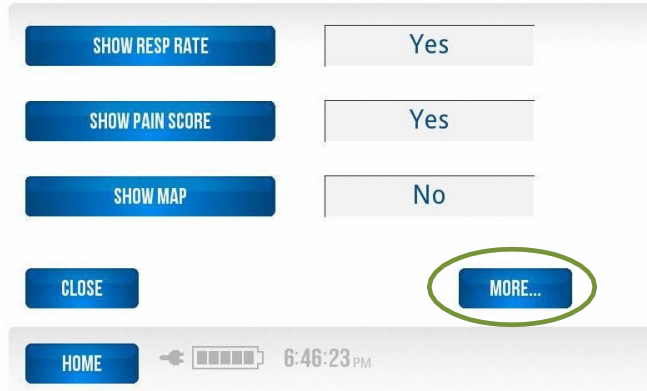 SHOW RESP RATE Yes
SHOW PAIN SCORE Yes
SHOW MAP No
CLOSE MORE...
HOME 6:46:23 PM